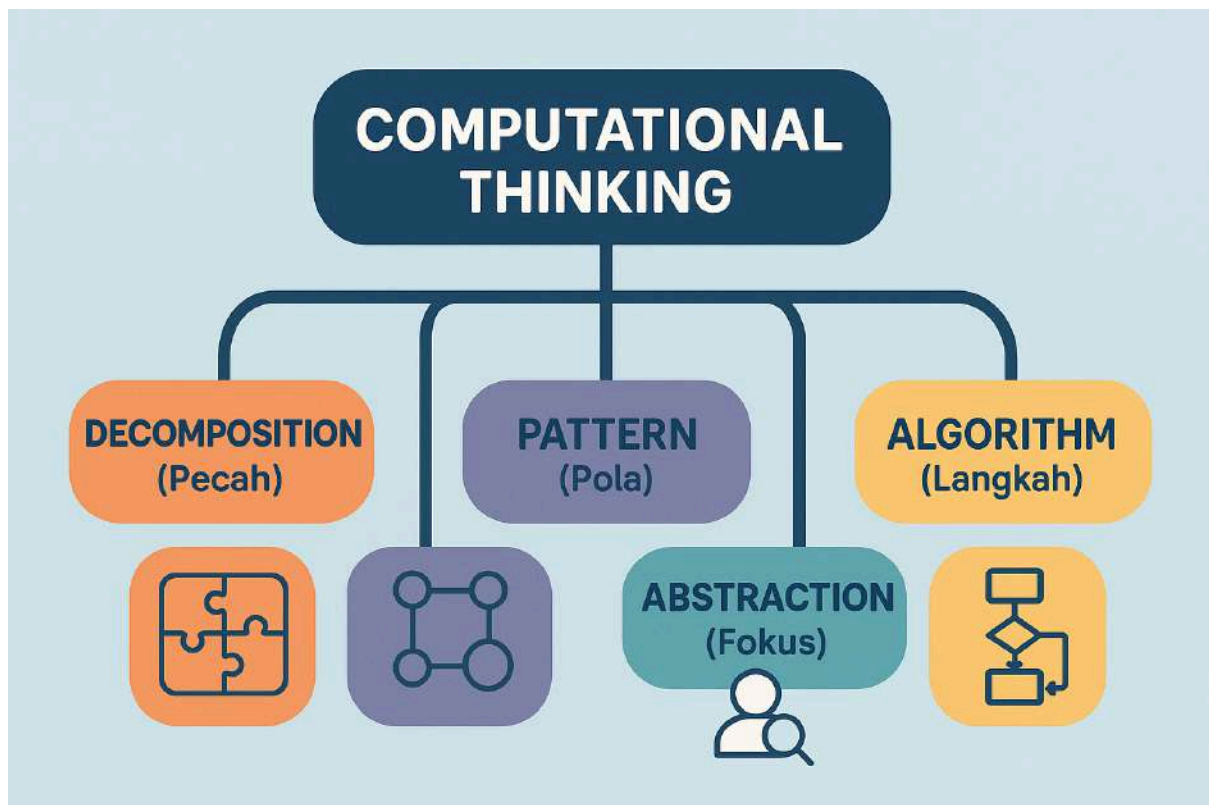 COMPUTATIONAL
THINKING
DECOMPOSITION
(Pecah)
PATTERN
(Pola)
ALGORITHM
(Langkah)
ABSTRACTION
(Fokus)